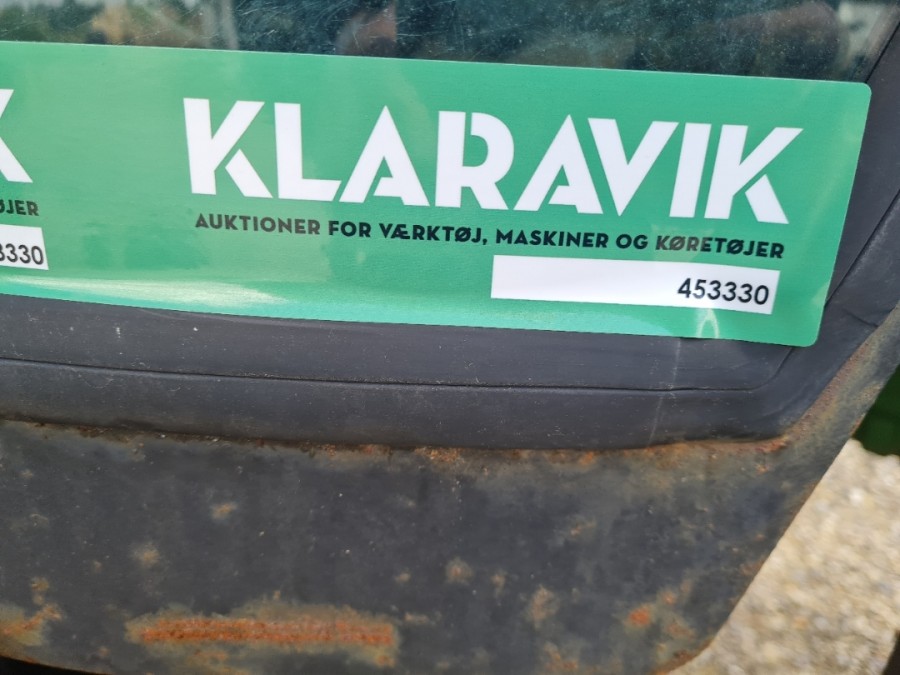 KLARAVIK
AUKTIONER FOR VÆRKTØJ, MASKINER OG KØRETØJER
453330